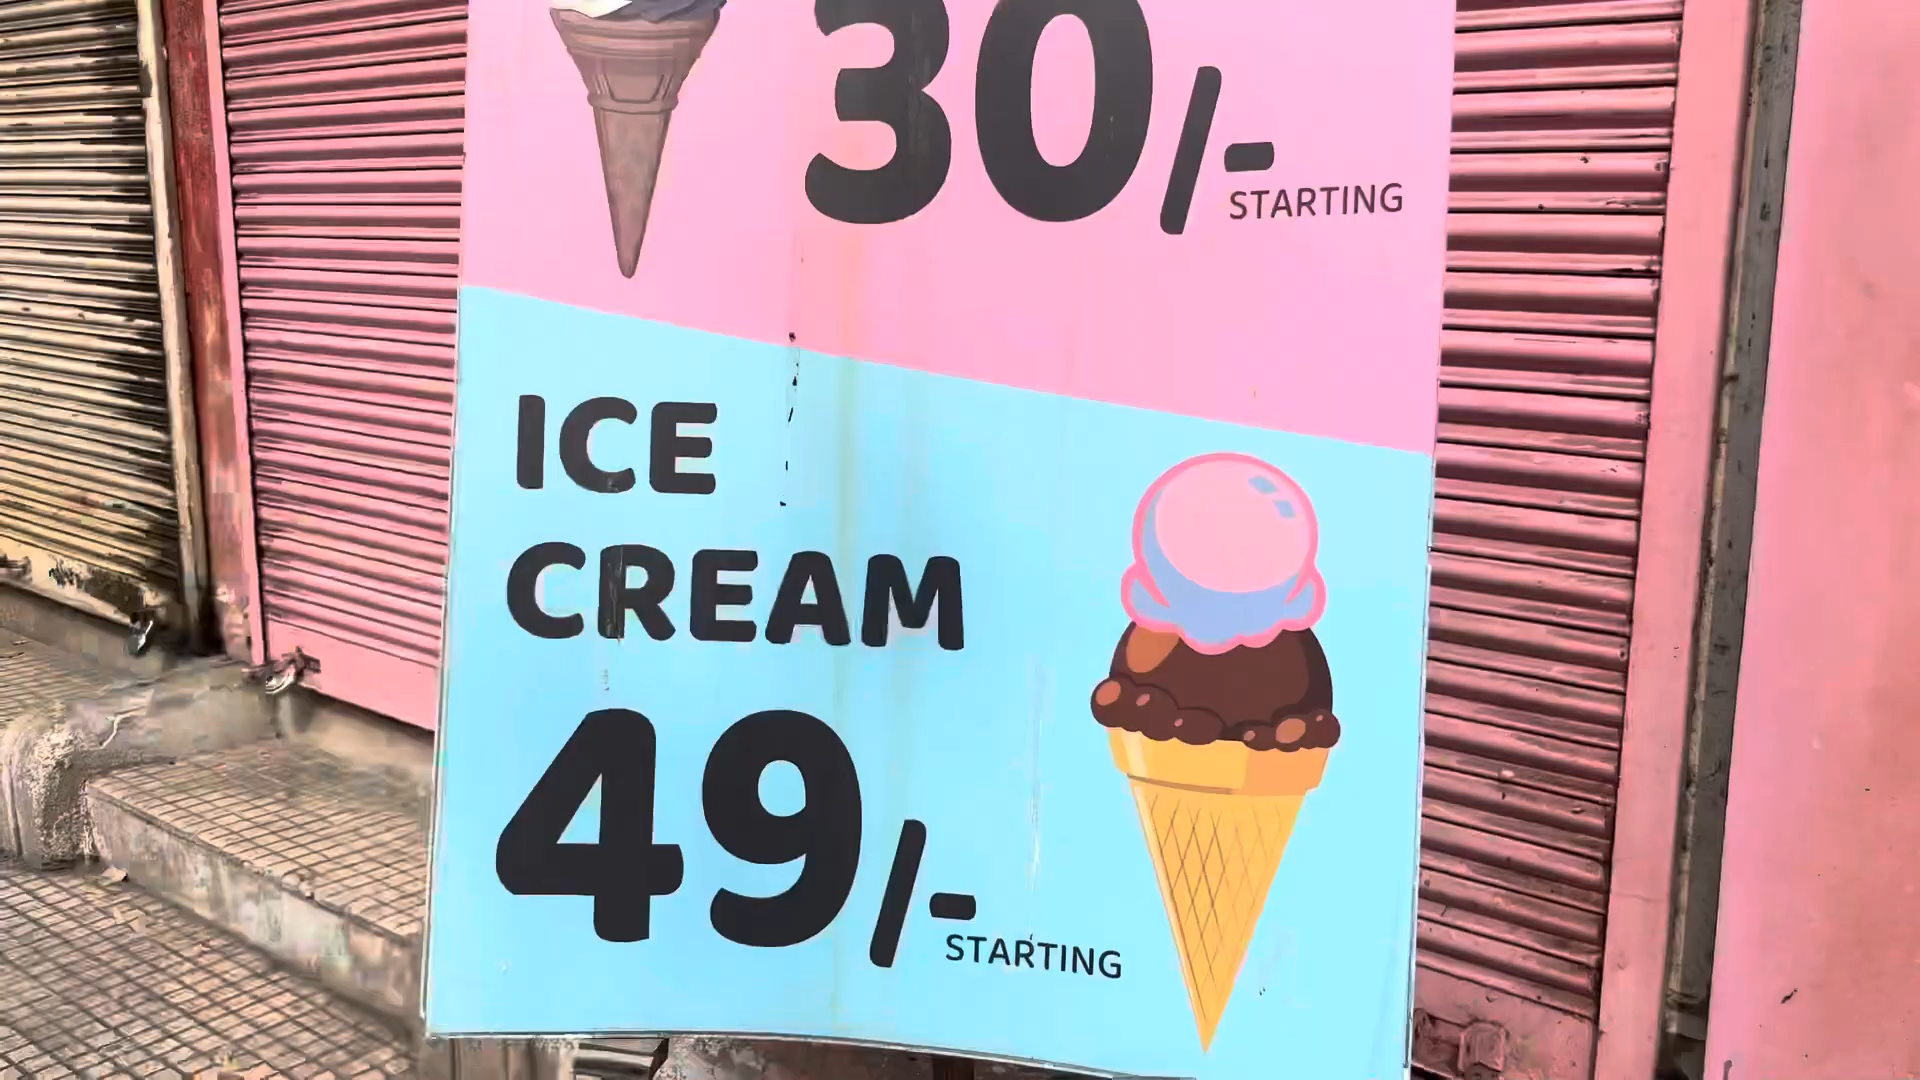 30/-
STARTING
ICE
CREAM
49/-
STARTING